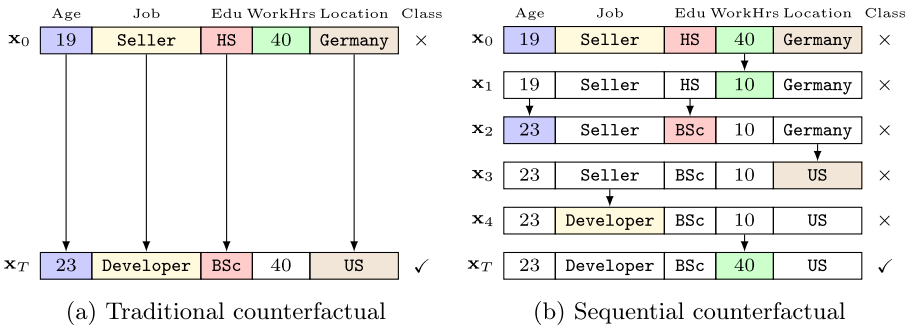 Age Job Edu WorkHrs Location Class
x0 19 Seller HS 40 Germany ×
xT 23 Developer BSc 40 US ✓
(a) Traditional counterfactual
Age Job Edu WorkHrs Location Class
x0 19 Seller HS 40 Germany ×
x1 19 Seller HS 10 Germany ×
x2 23 Seller BSc 10 Germany ×
x3 23 Seller BSc 10 US ×
x4 23 Developer BSc 10 US ×
xT 23 Developer BSc 40 US ✓
(b) Sequential counterfactual